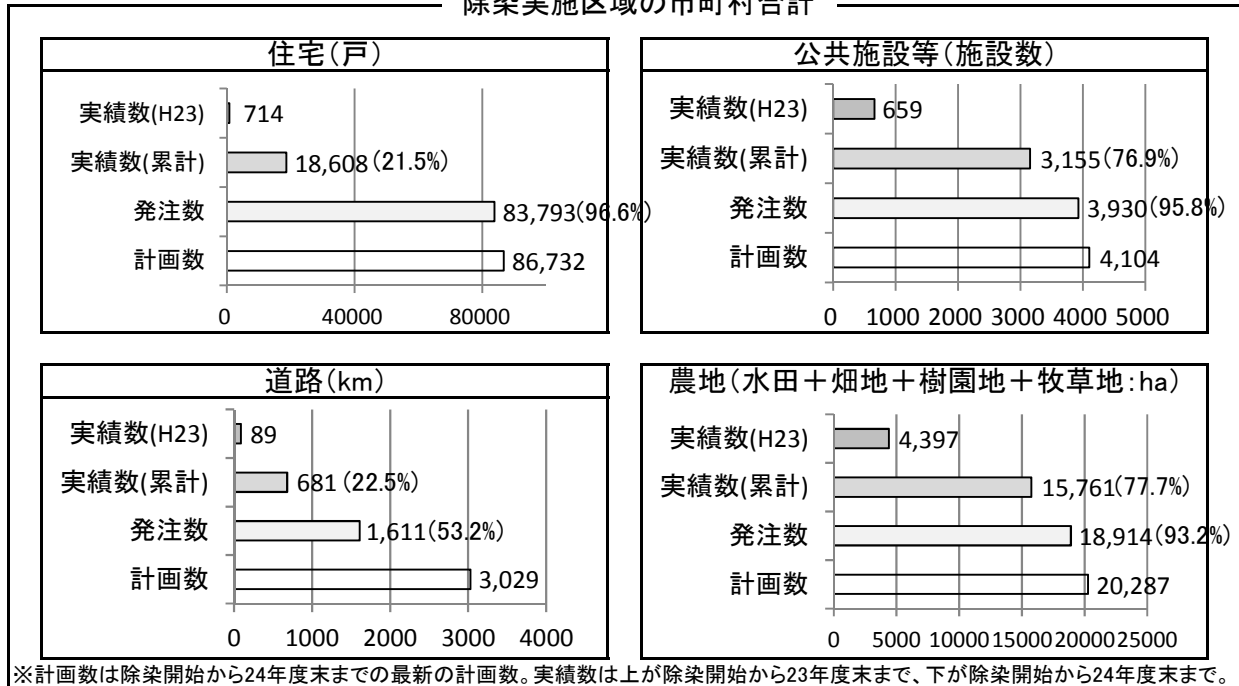 除染実施区域の市町村合計
住宅(戸)
実績数(H23) 714
実績数(累計) 18,608(21.5%)
発注数 83,793(96.6%)
計画数 86,732
0 40000 80000
公共施設等(施設数)
実績数(H23) 659
実績数(累計) 3,155(76.9%)
発注数 3,930(95.8%)
計画数 4,104
0 1000 2000 3000 4000 5000
道路(km)
実績数(H23) 89
実績数(累計) 681(22.5%)
発注数 1,611(53.2%)
計画数 3,029
0 1000 2000 3000 4000
農地(水田+畑地+樹園地+牧草地:ha)
実績数(H23) 4,397
実績数(累計) 15,761(77.7%)
発注数 18,914(93.2%)
計画数 20,287
0 5000 10000 15000 20000 25000
※計画数は除染開始から24年度末までの最新の計画数。実績数は上が除染開始から23年度末まで、下が除染開始から24年度末まで。